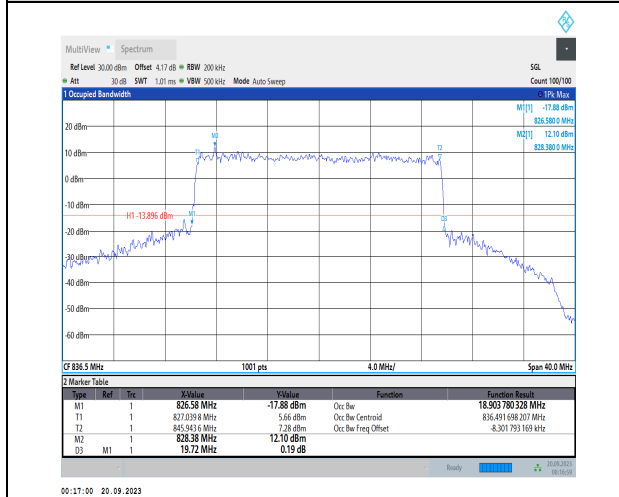 MultiView Spectrum
Ref Level 30.00 dBm Offset 4.17 dB RBW 200 kHz SGL
Att 30 dB SWT 1.01 ms VBW 500 kHz Mode Auto Sweep Count 100/100
1 Occupied Bandwidth 1Pk Max
M1[1] -17.88 dBm
826.5800 MHz
M2[1] 12.10 dBm
828.3800 MHz
20 dBm
M2
T1
T2
10 dBm
0 dBm
-10 dBm
H1 -13.896 dBm
M1
D3
-20 dBm
-30 dBm
-40 dBm
-50 dBm
-60 dBm
CF 836.5 MHz 1001 pts 4.0 MHz/ Span 40.0 MHz
2 Marker Table
Type Ref Trc X-Value Y-Value Function Function Result
M1 1 826.58 MHz -17.88 dBm Occ Bw 18.903 780 328 MHz
T1 1 827.039 8 MHz 5.66 dBm Occ Bw Centroid 836.491 698 207 MHz
T2 1 845.943 6 MHz 7.28 dBm Occ Bw Freq Offset -8.301 793 169 kHz
M2 1 828.38 MHz 12.10 dBm
D3 M1 1 19.72 MHz 0.19 dB
Ready 20.09.2023
00:16:59
00:17:00 20.09.2023